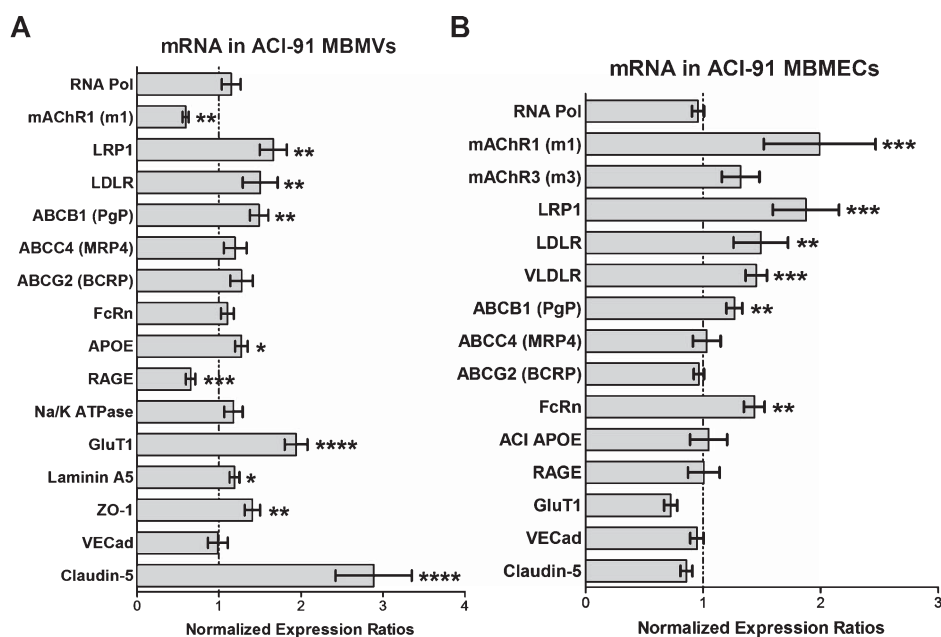 A
mRNA in ACI-91 MBMVs
RNA Pol
mAChR1 (m1) **
LRP1 **
LDLR **
ABCB1 (PgP) **
ABCC4 (MRP4)
ABCG2 (BCRP)
FcRn
APOE *
RAGE ***
Na/K ATPase
GluT1 ****
Laminin A5 *
ZO-1 **
VECad
Claudin-5 ****
0 1 2 3 4
Normalized Expression Ratios
B
mRNA in ACI-91 MBMECs
RNA Pol
mAChR1 (m1) ***
mAChR3 (m3)
LRP1 ***
LDLR **
VLDLR ***
ABCB1 (PgP) **
ABCC4 (MRP4)
ABCG2 (BCRP)
FcRn **
ACI APOE
RAGE
GluT1
VECad
Claudin-5
0 1 2 3
Normalized Expression Ratios